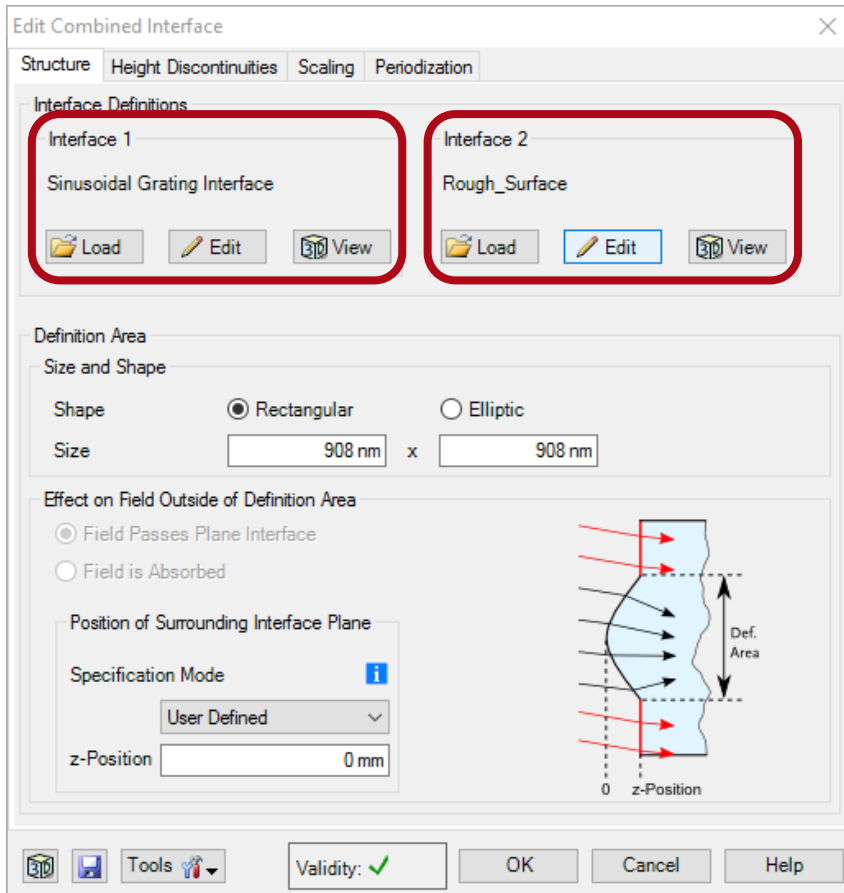 Edit Combined Interface
Structure Height Discontinuities Scaling Periodization
Interface Definitions
Interface 1 Interface 2
Sinusoidal Grating Interface Rough_Surface
Load Edit 3D View Load Edit 3D View
Definition Area
Size and Shape
Shape Rectangular Elliptic
Size 908 nm x 908 nm
Effect on Field Outside of Definition Area
Field Passes Plane Interface
Field is Absorbed
Position of Surrounding Interface Plane
Specification Mode i
User Defined
z-Position 0 mm
Def.
Area
0 z-Position
3D Tools Validity: OK Cancel Help